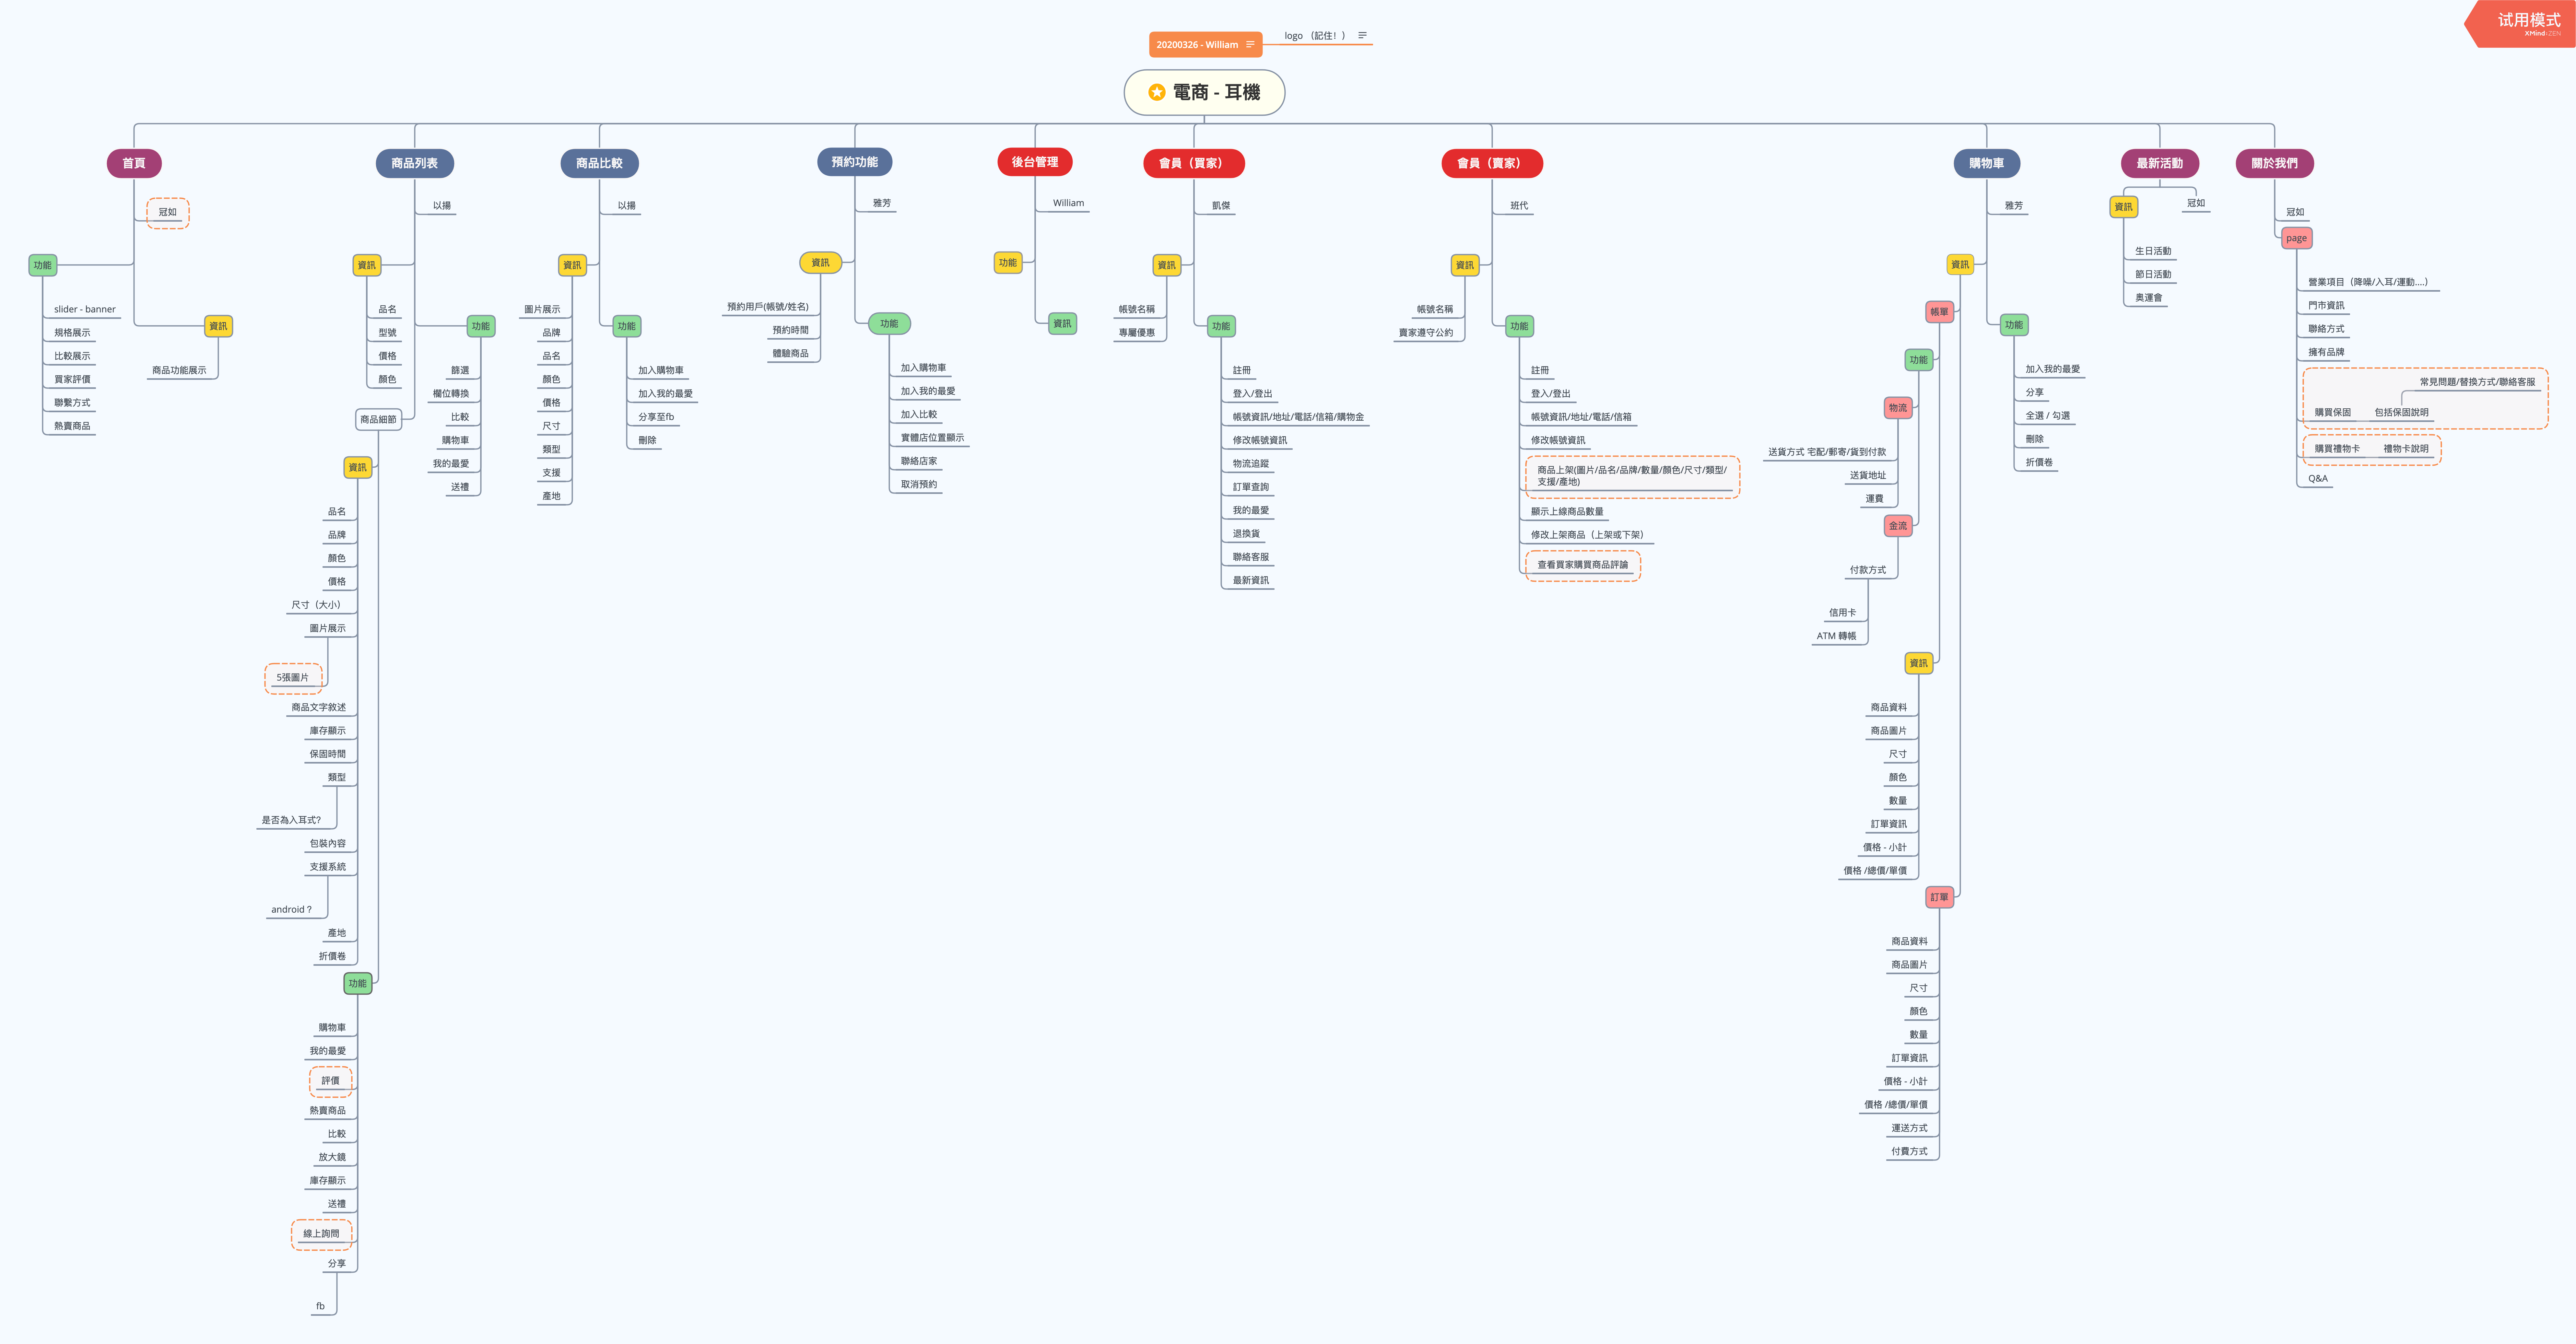 试用模式
XMind:ZEN
20200326 - William
logo （記住！）
電商 - 耳機
首頁
冠如
功能
slider - banner
規格展示
比較展示
買家評價
聯繫方式
熱賣商品
資訊
商品功能展示
商品列表
以揚
資訊
品名
型號
價格
顏色
功能
篩選
欄位轉換
比較
購物車
我的最愛
送禮
商品細節
資訊
品名
品牌
顏色
價格
尺寸（大小）
圖片展示
5張圖片
商品文字敘述
庫存顯示
保固時間
類型
是否為入耳式?
包裝內容
支援系統
android ?
產地
折價卷
功能
購物車
我的最愛
評價
熱賣商品
比較
放大鏡
庫存顯示
送禮
線上詢問
分享
fb
商品比較
以揚
資訊
圖片展示
品牌
品名
顏色
價格
尺寸
類型
支援
產地
功能
加入購物車
加入我的最愛
分享至fb
刪除
預約功能
雅芳
資訊
預約用戶(帳號/姓名)
預約時間
體驗商品
功能
加入購物車
加入我的最愛
加入比較
實體店位置顯示
聯絡店家
取消預約
後台管理
William
功能
資訊
會員（買家）
凱傑
資訊
帳號名稱
專屬優惠
功能
註冊
登入/登出
帳號資訊/地址/電話/信箱/購物金
修改帳號資訊
物流追蹤
訂單查詢
我的最愛
退換貨
聯絡客服
最新資訊
會員（賣家）
班代
資訊
帳號名稱
賣家遵守公約
功能
註冊
登入/登出
帳號資訊/地址/電話/信箱
修改帳號資訊
商品上架(圖片/品名/品牌/數量/顏色/尺寸/類型/
支援/產地)
顯示上線商品數量
修改上架商品（上架或下架）
查看買家購買商品評論
購物車
雅芳
資訊
帳單
功能
物流
送貨方式 宅配/郵寄/貨到付款
送貨地址
運費
金流
付款方式
信用卡
ATM 轉帳
資訊
商品資料
商品圖片
尺寸
顏色
數量
訂單資訊
價格 - 小計
價格 /總價/單價
訂單
商品資料
商品圖片
尺寸
顏色
數量
訂單資訊
價格 - 小計
價格 /總價/單價
運送方式
付費方式
功能
加入我的最愛
分享
全選 / 勾選
刪除
折價卷
最新活動
資訊
冠如
生日活動
節日活動
奧運會
關於我們
冠如
page
營業項目（降噪/入耳/運動....）
門市資訊
聯絡方式
擁有品牌
常見問題/替換方式/聯絡客服
購買保固
包括保固說明
購買禮物卡
禮物卡說明
Q&A